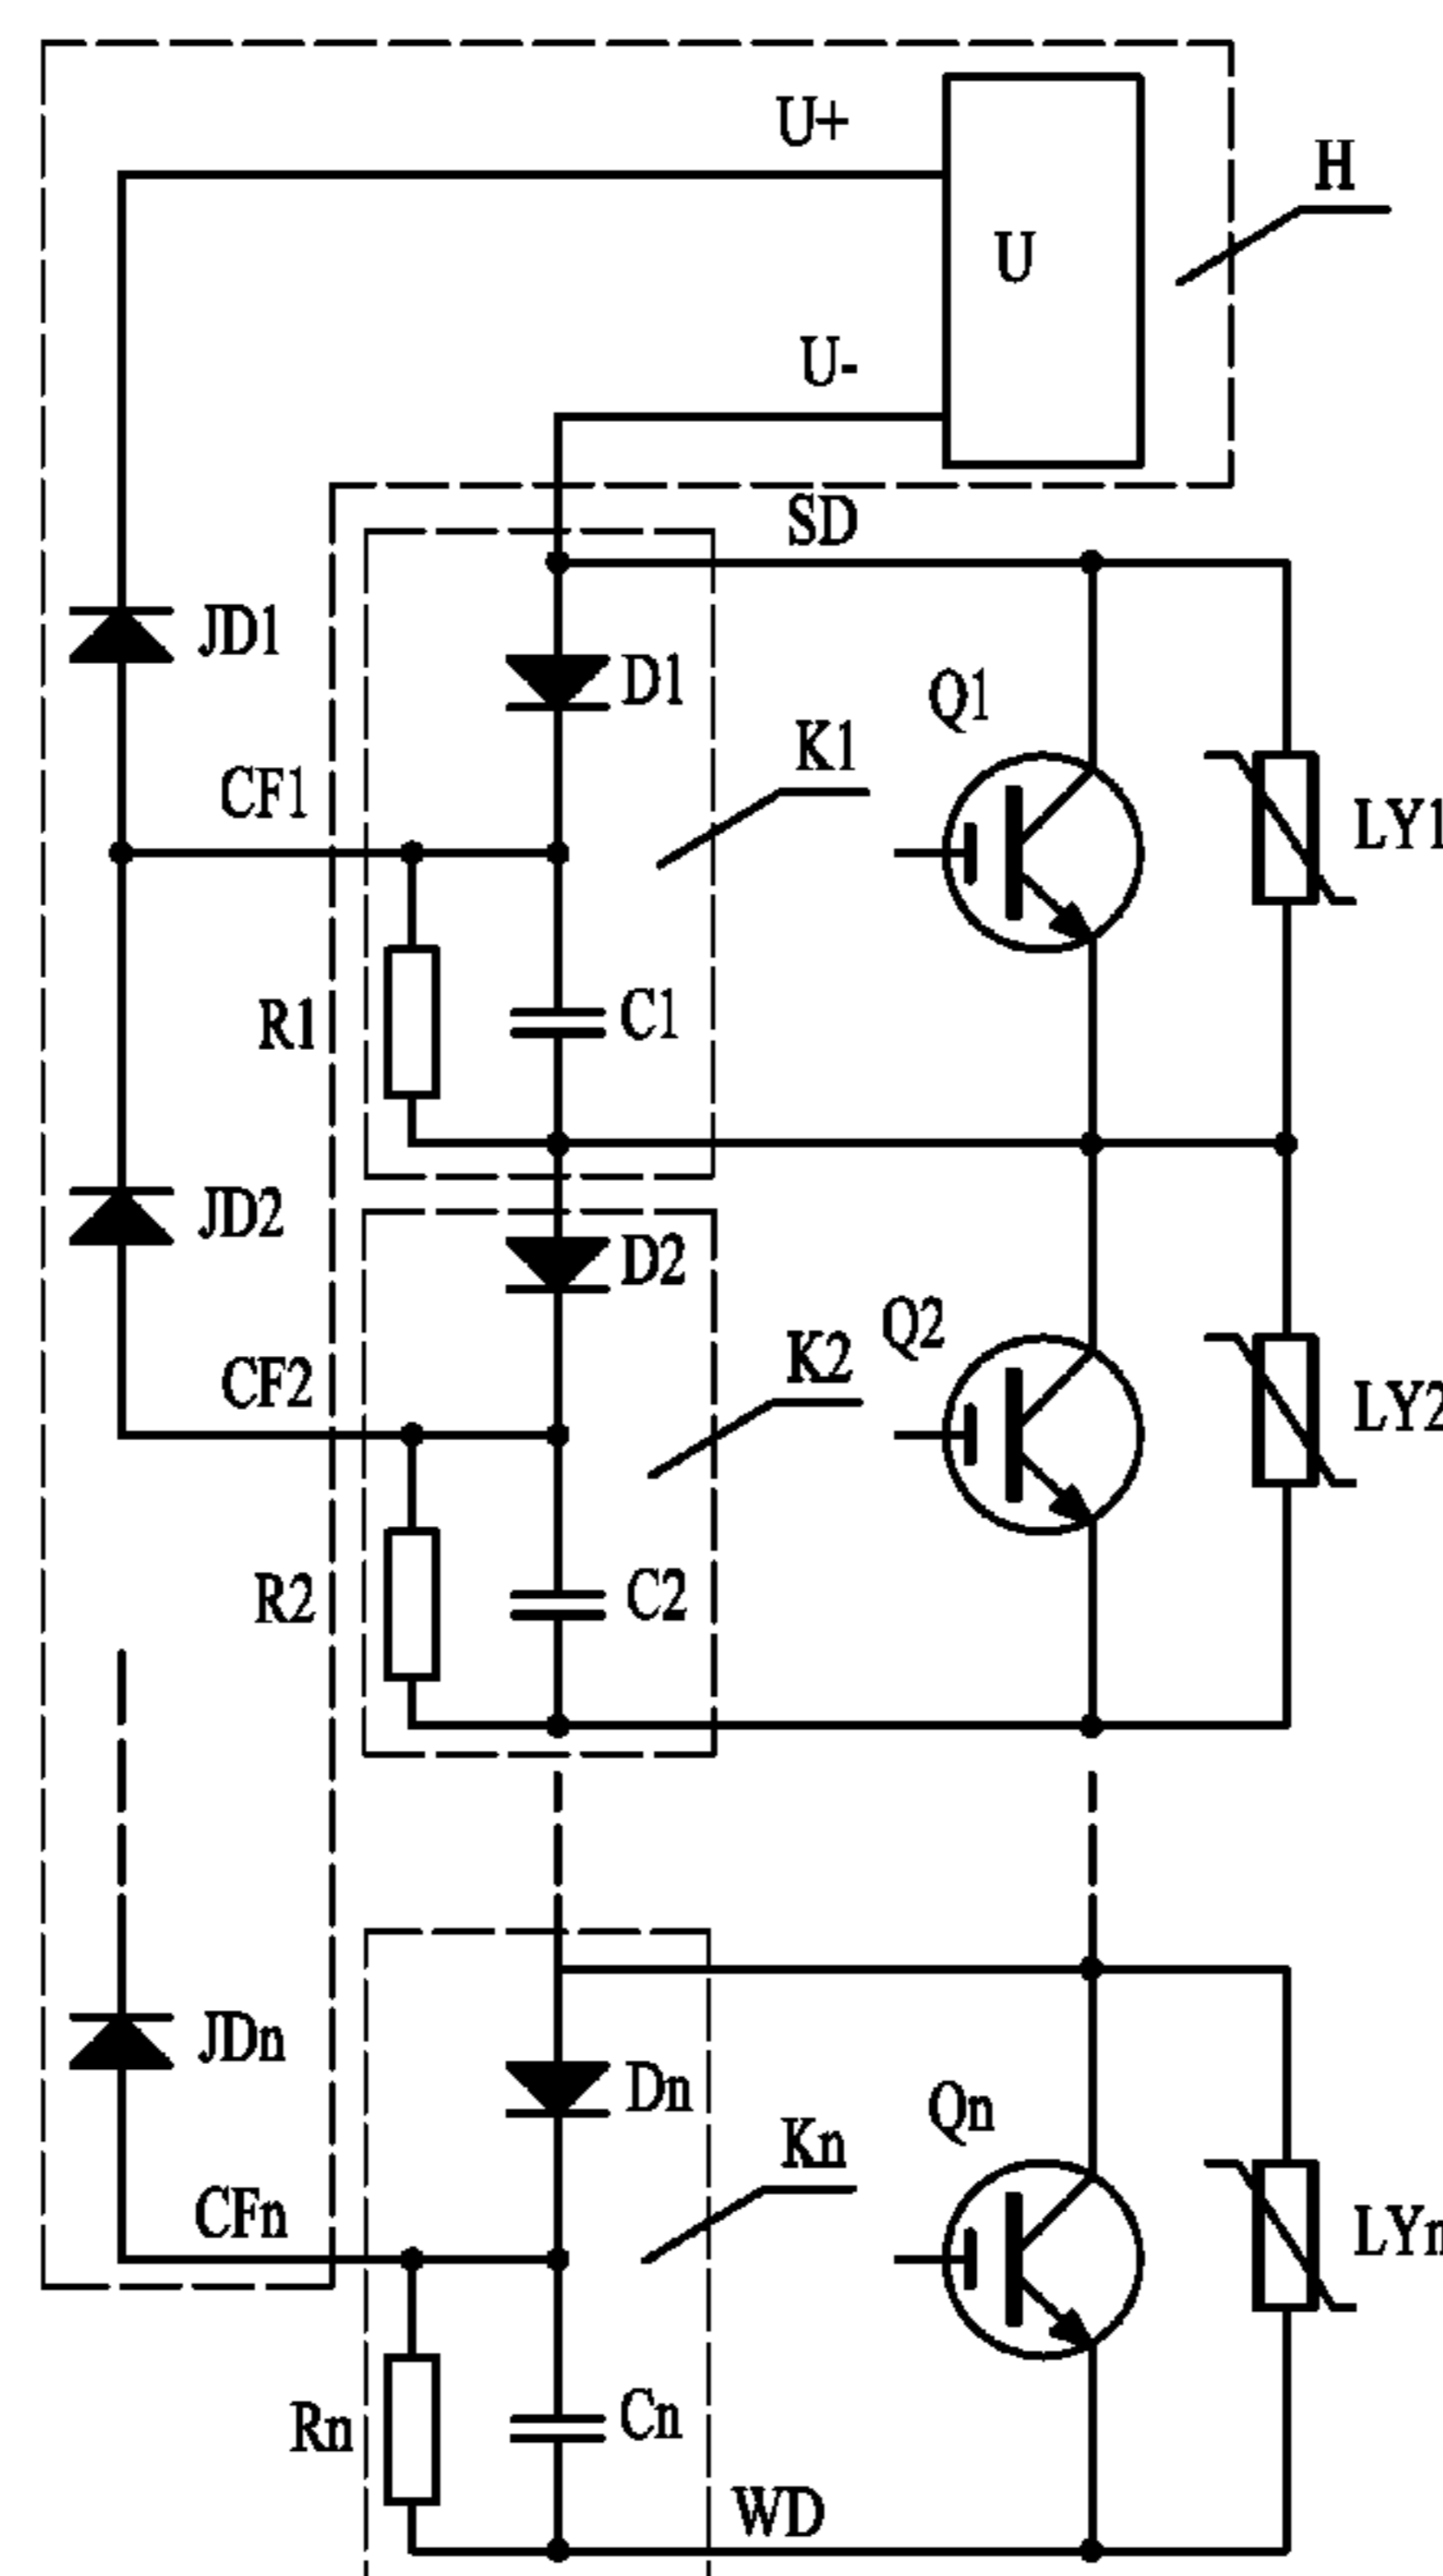 U+
H
U
U-
SD
JD1
D1
Q1
K1
CF1
LY1
R1
C1
JD2
D2
Q2
K2
CF2
LY2
R2
C2
JDn
Dn
Qn
Kn
CFn
LYn
Rn
Cn
WD